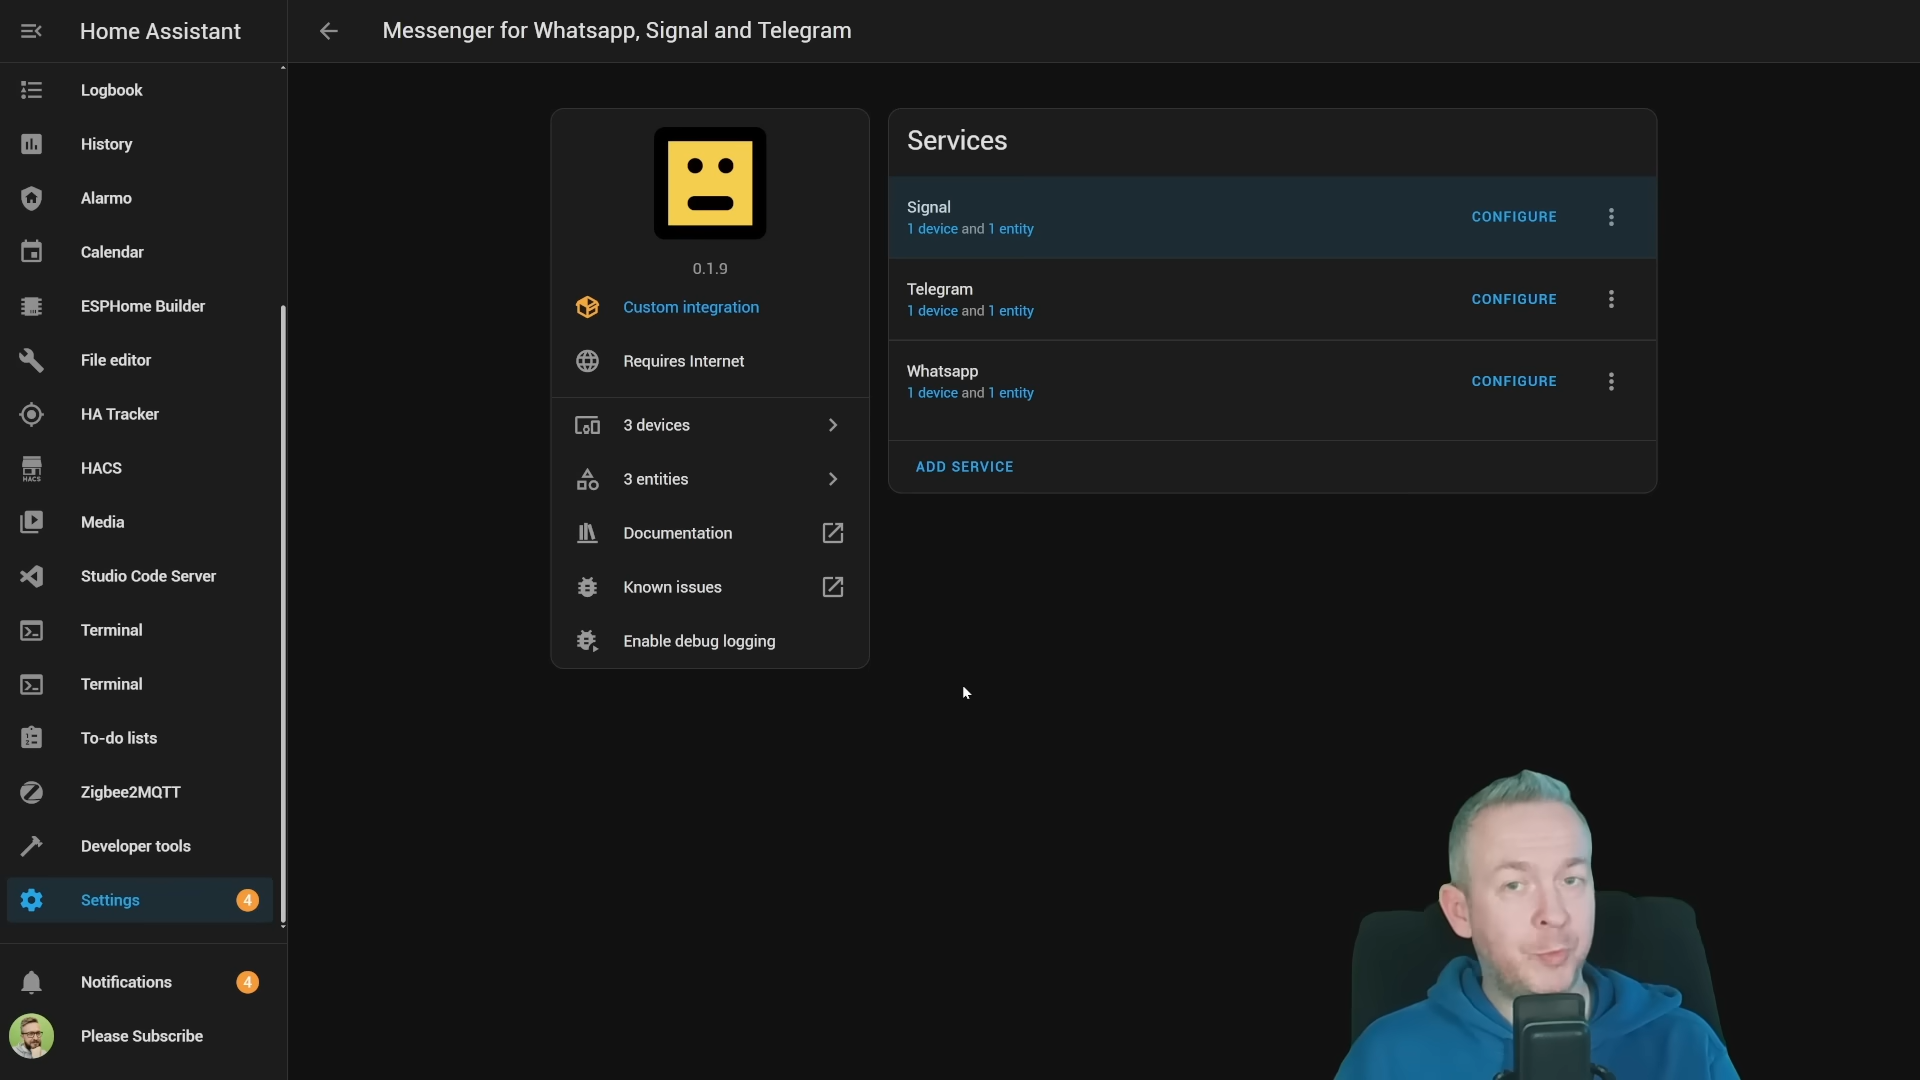 Home Assistant
Messenger for Whatsapp, Signal and Telegram
Logbook
History
Alarmo
Calendar
ESPHome Builder
File editor
HA Tracker
HACS
HACS
Media
Studio Code Server
Terminal
Terminal
To-do lists
Zigbee2MQTT
Developer tools
Settings
4
Notifications
4
Please Subscribe
0.1.9
Custom integration
Requires Internet
3 devices
3 entities
Documentation
Known issues
Enable debug logging
Services
Signal
1 device and 1 entity
CONFIGURE
Telegram
1 device and 1 entity
CONFIGURE
Whatsapp
1 device and 1 entity
CONFIGURE
ADD SERVICE